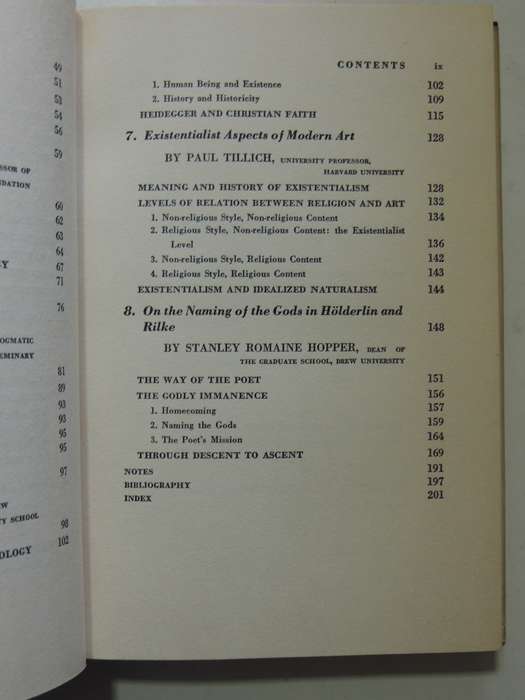 49
51
53
54
56
59
SSOR OF
NDATION
60
62
63
64
Y 67
71
76
OGMATIC
EMINARY
81
89
93
93
95
95
97
W
TY SCHOOL
98
OLOGY 102
CONTENTS ix
1. Human Being and Existence 102
2. History and Historicity 109
HEIDEGGER AND CHRISTIAN FAITH 115
7. Existentialist Aspects of Modern Art 128
BY PAUL TILLICH, UNIVERSITY PROFESSOR,
HARVARD UNIVERSITY
MEANING AND HISTORY OF EXISTENTIALISM 128
LEVELS OF RELATION BETWEEN RELIGION AND ART 132
1. Non-religious Style, Non-religious Content 134
2. Religious Style, Non-religious Content: the Existentialist
Level 136
3. Non-religious Style, Religious Content 142
4. Religious Style, Religious Content 143
EXISTENTIALISM AND IDEALIZED NATURALISM 144
8. On the Naming of the Gods in Hölderlin and
Rilke 148
BY STANLEY ROMAINE HOPPER, DEAN OF
THE GRADUATE SCHOOL, DREW UNIVERSITY
THE WAY OF THE POET 151
THE GODLY IMMANENCE 156
1. Homecoming 157
2. Naming the Gods 159
3. The Poet's Mission 164
THROUGH DESCENT TO ASCENT 169
NOTES 191
BIBLIOGRAPHY 197
INDEX 201